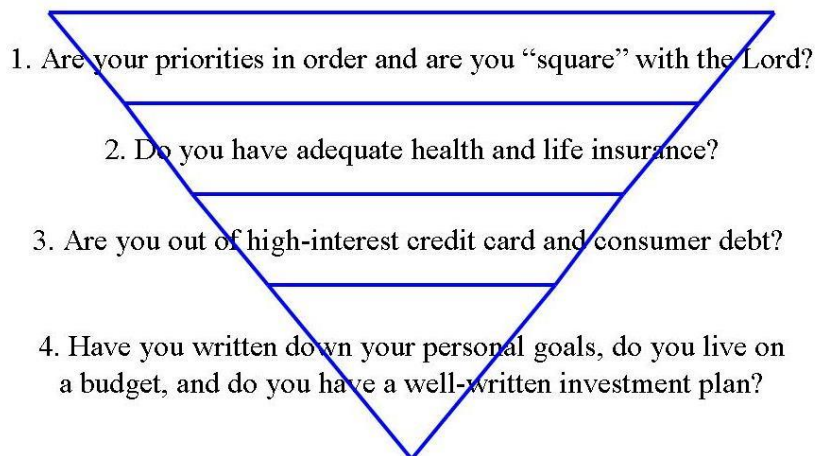 1. Are your priorities in order and are you “square” with the Lord?
2. Do you have adequate health and life insurance?
3. Are you out of high-interest credit card and consumer debt?
4. Have you written down your personal goals, do you live on
a budget, and do you have a well-written investment plan?